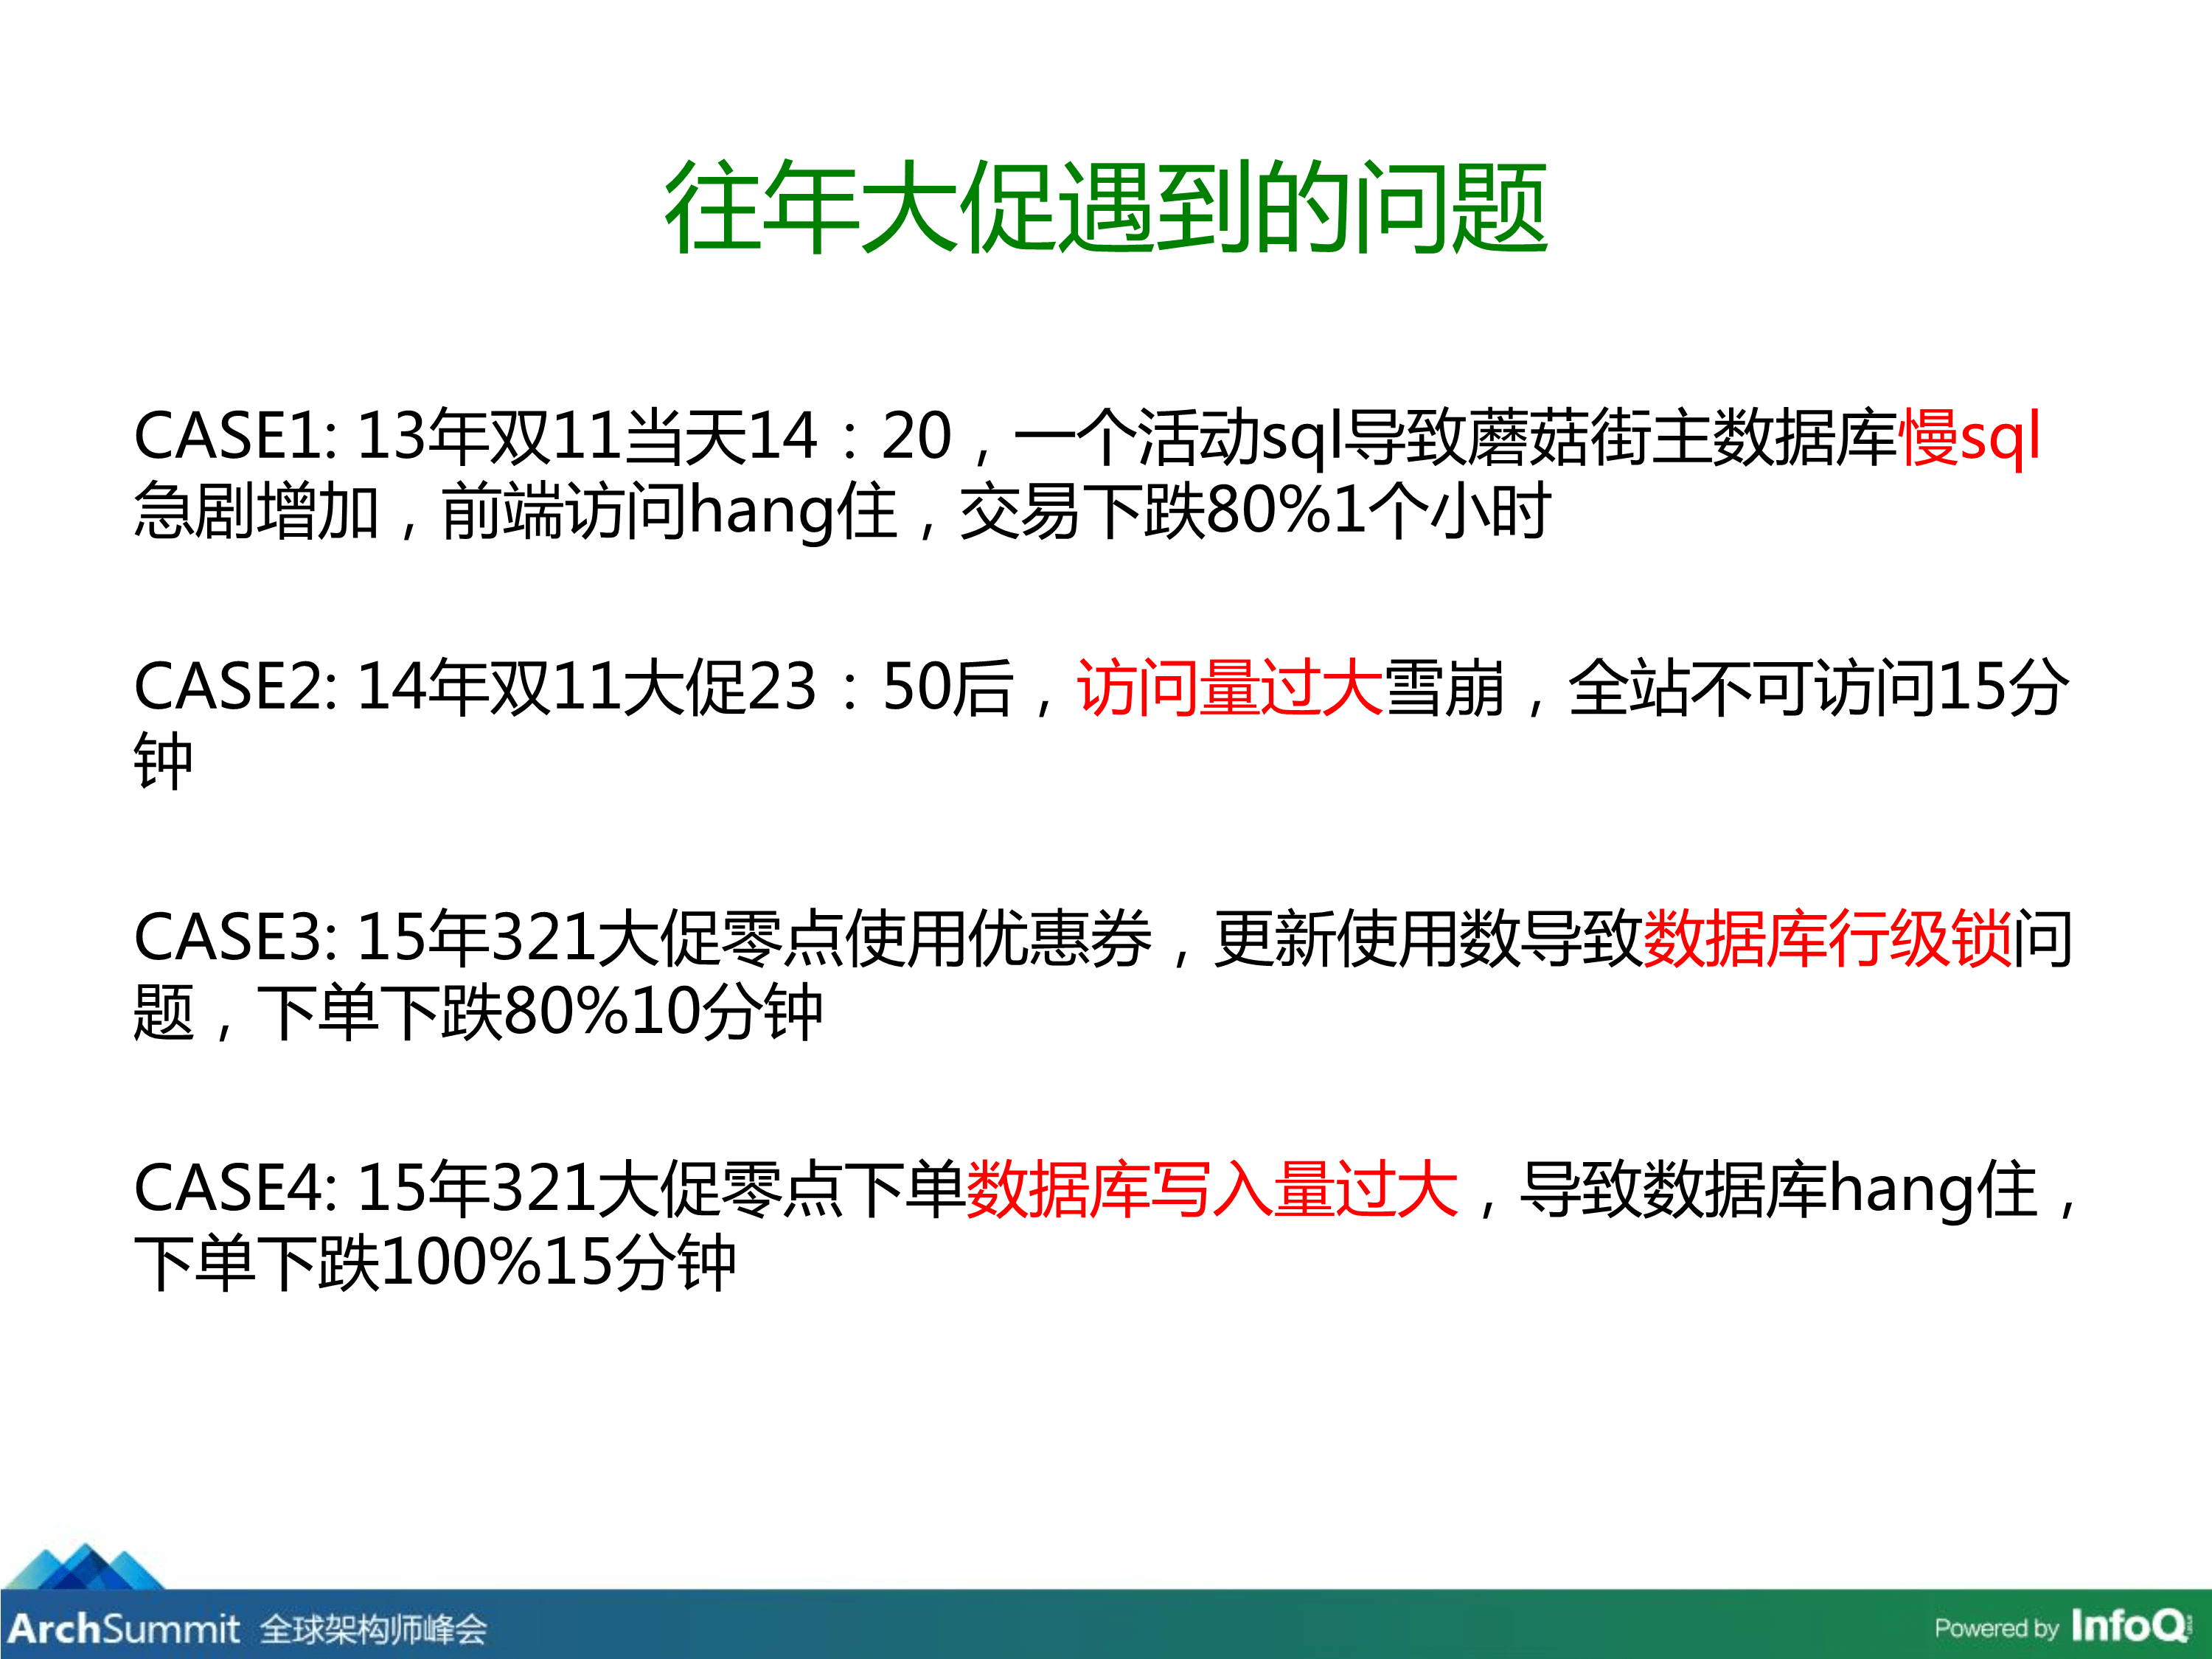 往年大促遇到的问题
CASE1: 13年双11当天14：20，一个活动sql导致蘑菇街主数据库慢sql
急剧增加，前端访问hang住，交易下跌80%1个小时
CASE2: 14年双11大促23：50后，访问量过大雪崩，全站不可访问15分
钟
CASE3: 15年321大促零点使用优惠券，更新使用数导致数据库行级锁问
题，下单下跌80%10分钟
CASE4: 15年321大促零点下单数据库写入量过大，导致数据库hang住，
下单下跌100%15分钟
ArchSummit 全球架构师峰会
Powered by InfoQ